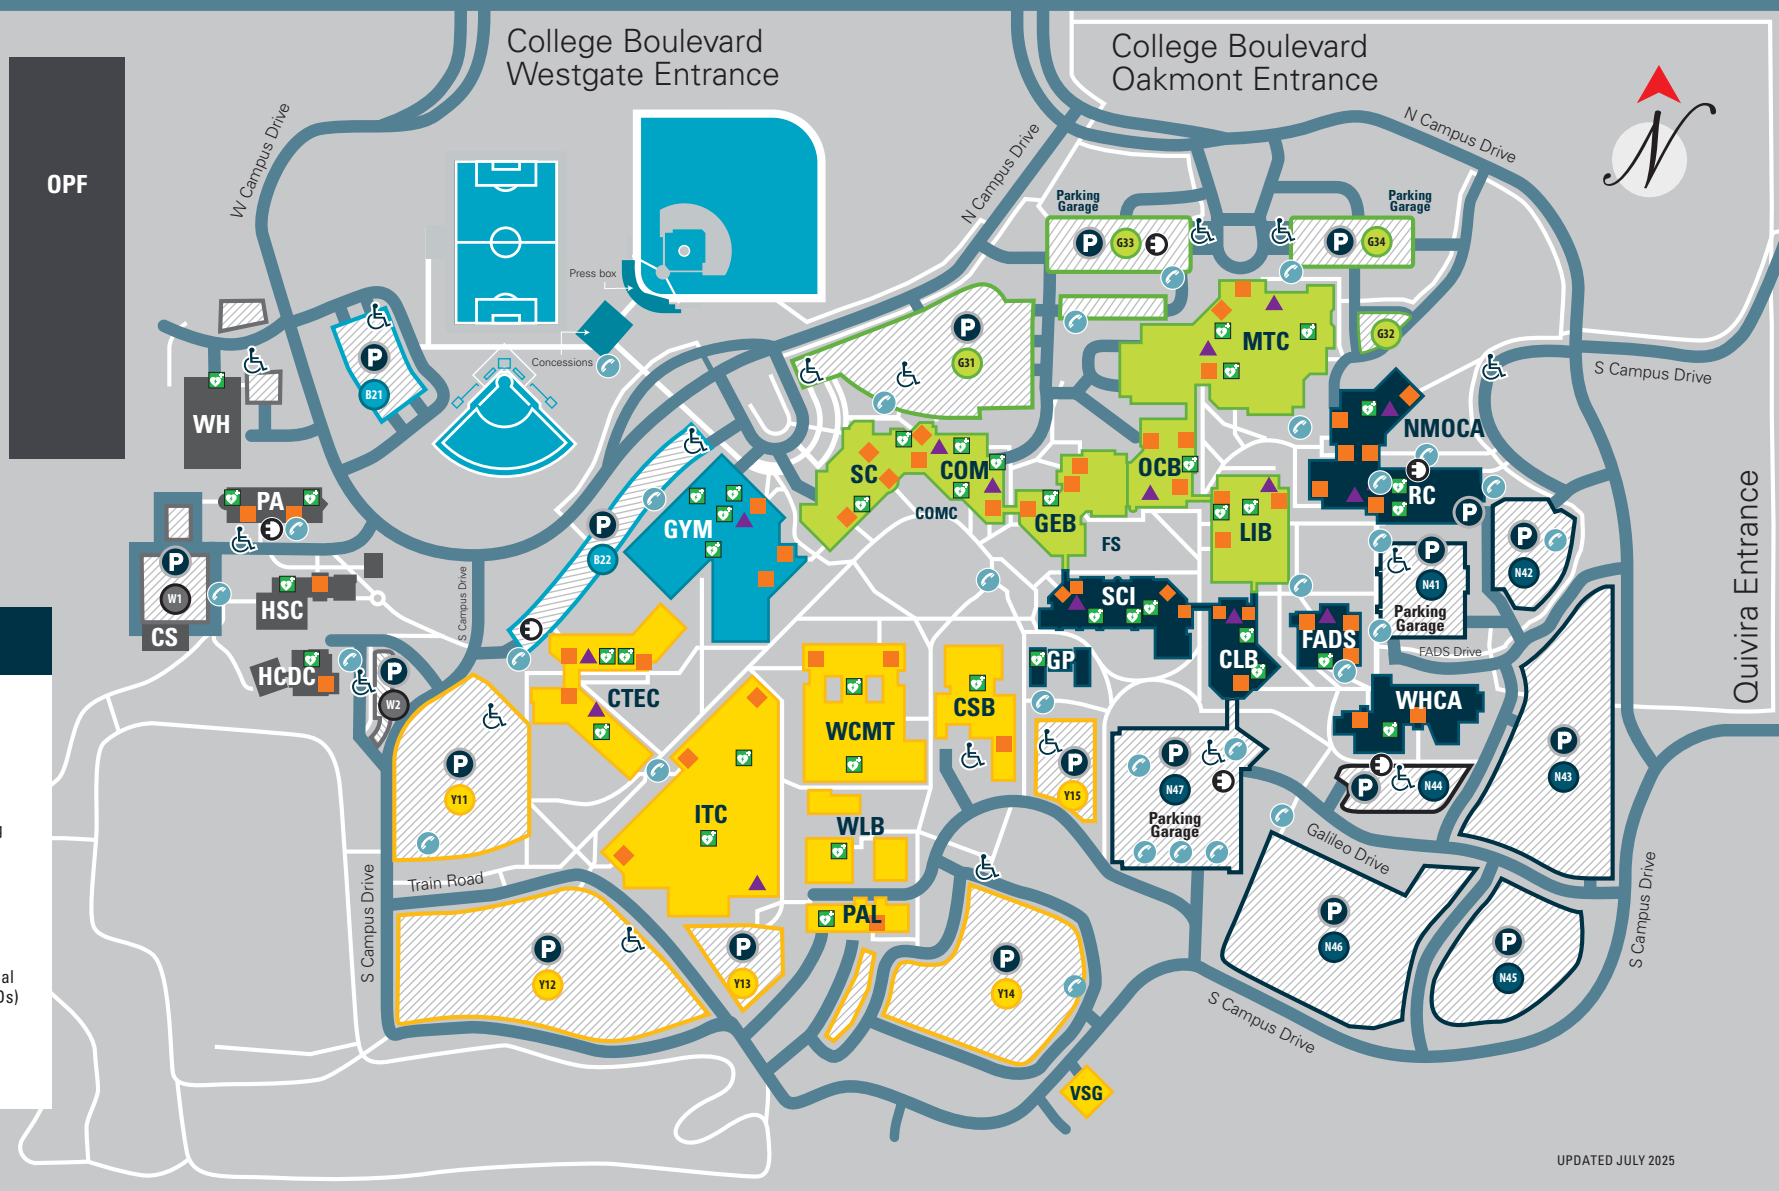 College Boulevard
Westgate Entrance
College Boulevard
Oakmont Entrance
N
OPF
W Campus Drive
N Campus Drive
N Campus Drive
Parking
Garage
P
G33
Parking
Garage
P
G34
Press box
Concessions
P
G31
G32
MTC
S Campus Drive
P
B21
WH
NMOCA
SC
COM
COMC
OCB
GEB
LIB
RC
P
FS
PA
P
B22
GYM
P
W1
CS
HSC
S Campus Drive
SCI
P
N41
Parking
Garage
P
N42
Quivira Entrance
FADS
FADS Drive
HCDC
P
W2
CTEC
GP
CLB
WHCA
WCMT
CSB
P
Y11
P
Y15
P
N47
Parking
Garage
P
N44
P
N43
ITC
WLB
Galileo Drive
Train Road
S Campus Drive
PAL
P
Y12
P
Y13
P
Y14
P
N46
P
N45
S Campus Drive
S Campus Drive
VSG
g
al
Os)
UPDATED JULY 2025